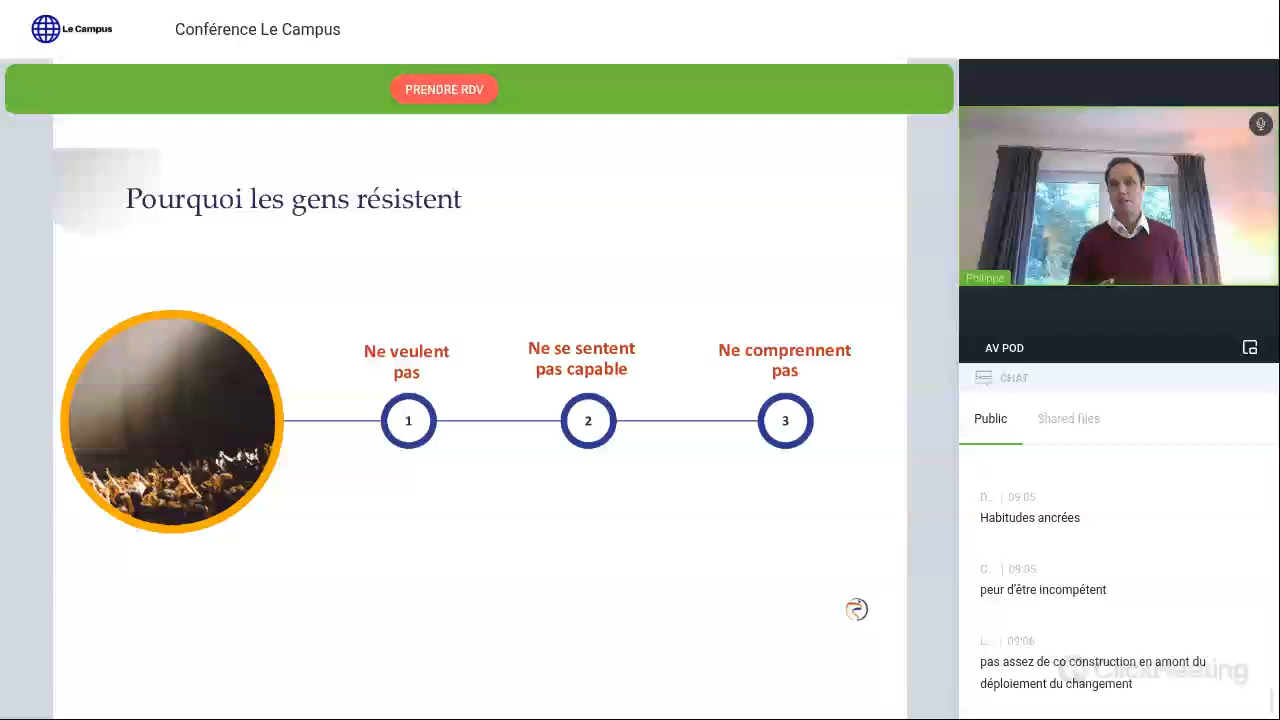 Le Campus
Conférence Le Campus
PRENDRE RDV
Pourquoi les gens résistent
Ne veulent
pas
Ne se sentent
pas capable
Ne comprennent
pas
1
2
3
Philippe
AV POD
CHAT
Public
Shared files
D... | 09:05
Habitudes ancrées
C... | 09:05
peur d’être incompétent
L... | 09:06
pas assez de co construction en amont du
déploiement du changement
ClickMeeting